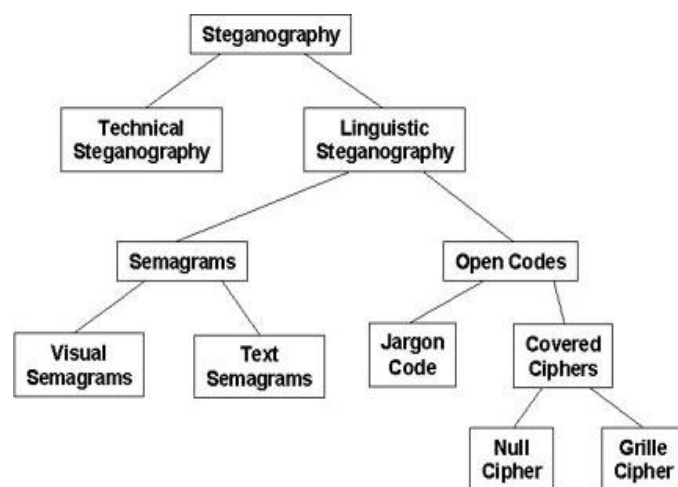 Steganography
Technical
Steganography
Linguistic
Steganography
Semagrams
Open Codes
Visual
Semagrams
Text
Semagrams
Jargon
Code
Covered
Ciphers
Null
Cipher
Grille
Cipher